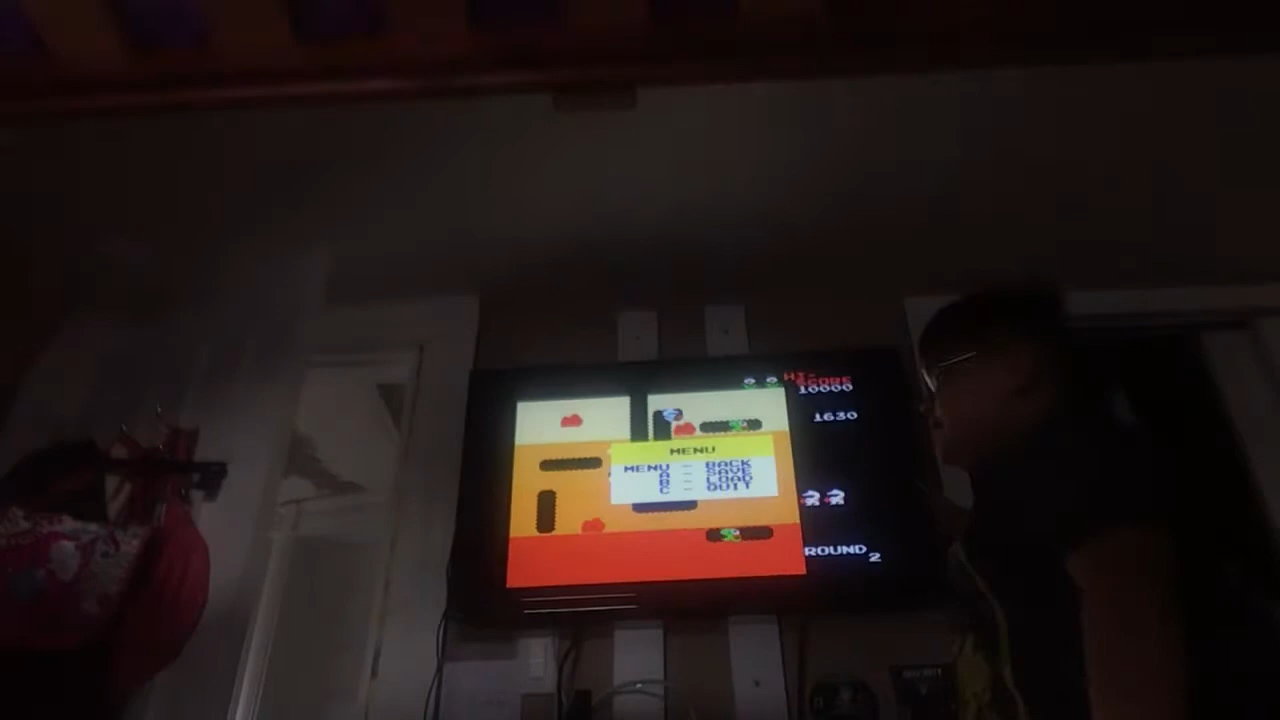 HI-
SCORE
10000
1630
MENU
MENU - BACK
A - SAVE
B - LOAD
C - QUIT
ROUND
2